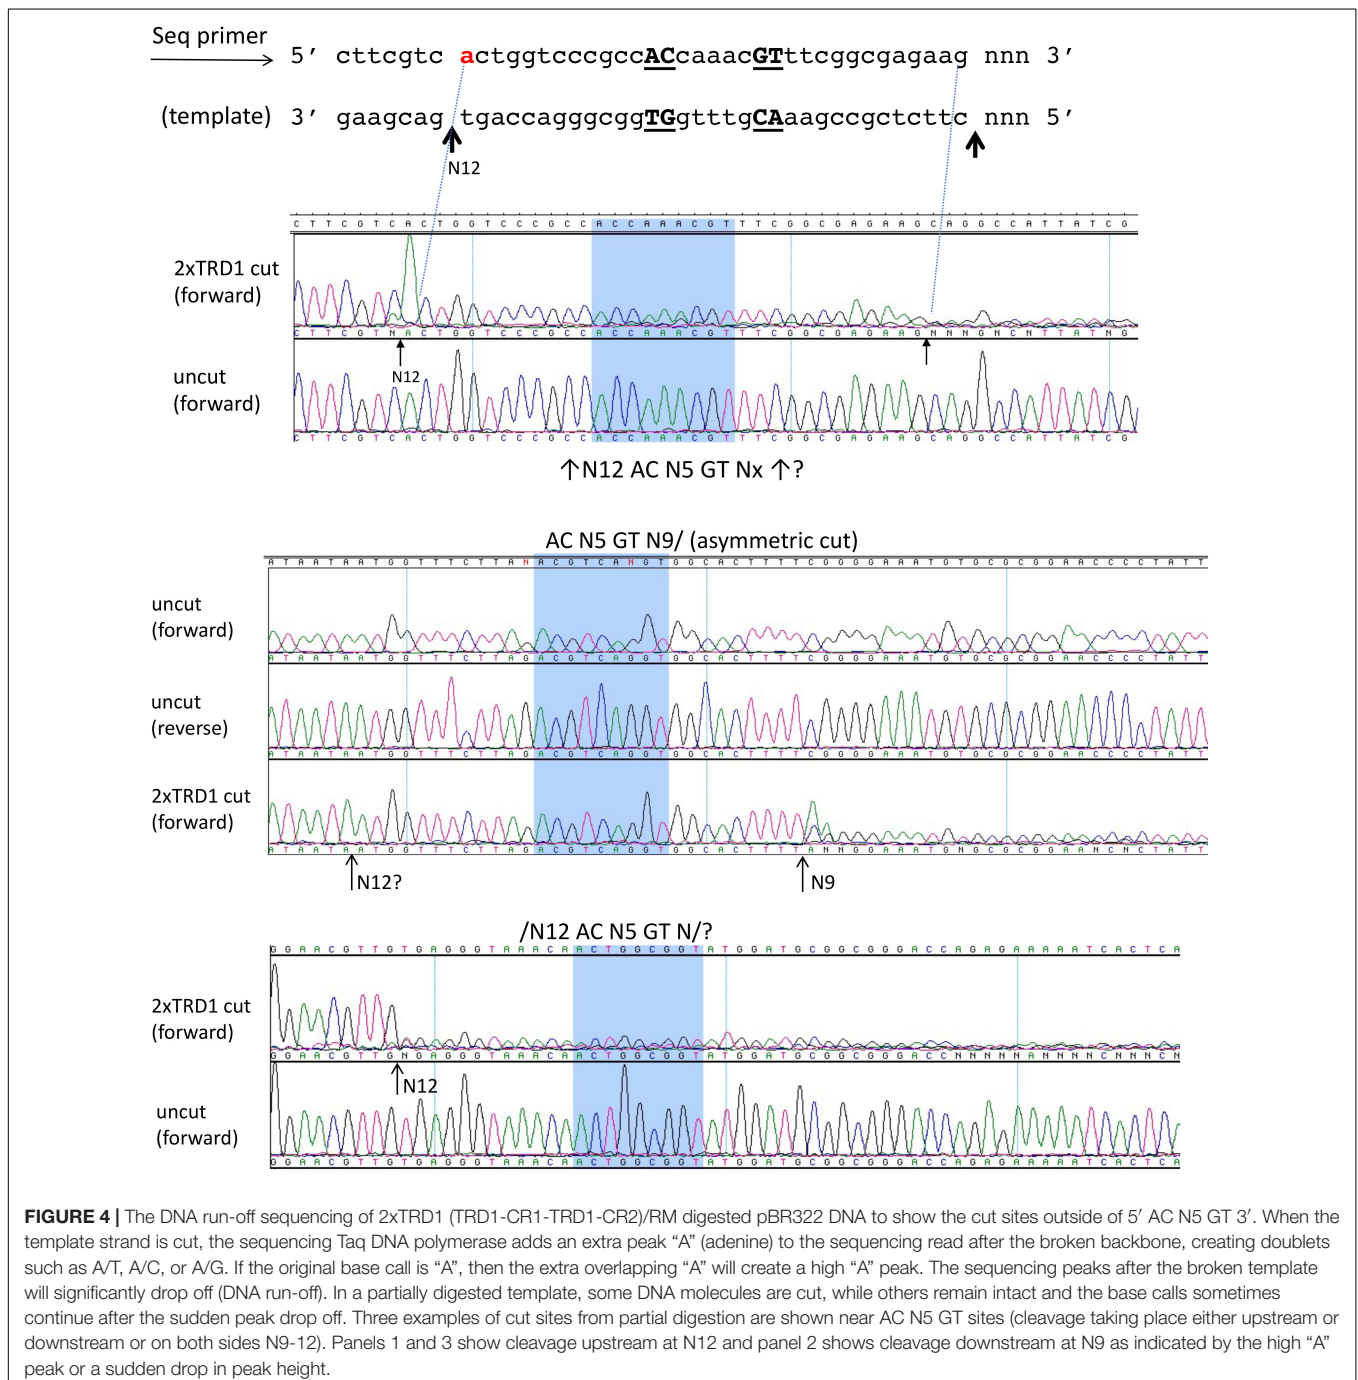 Seq primer
5′ cttcgtc actggtcccgccACcaaacGTttcggcgagaag nnn 3′
(template) 3′ gaagcag tgaccagggcggTGgtttgCAaagccgctcttc nnn 5′
N12
C T T C G T C A C T G G T C C C G C C A C C A A A C G T T T C G G C G A G A A G C A G G C C A T T A T C G
2xTRD1 cut
(forward)
C T T C G T N A C T G G T C C C G C C A C C A A A C G T T T C G G C G A G A A G N N N G N C N T T A T N G
N12
uncut
(forward)
C T T C G T C A C T G G T C C C G C C A C C A A A C G T T T C G G C G A G A A G C A G G C C A T T A T C G
↑N12 AC N5 GT Nx ↑?
AC N5 GT N9/ (asymmetric cut)
A T A A T A A T G G T T T C T T A N A C G T C A N G T G G C A C T T T T C G G G G A A A T G T G C G C G G A A C C C C T A T T
uncut
(forward)
A T A A T A A T G G T T T C T T A G A C G T C A G G T G G C A C T T T T C G G G G A A A T G T G C G C G G A A C C C C T A T T
uncut
(reverse)
A T A A T A A T G G T T T C T T A G A C G T C A G G T G G C A C T T T T C G G G G A A A T G T G C G C G G A A C C C C T A T T
2xTRD1 cut
(forward)
A T A A T A A T G G T T T C T T A G A C G T C A G G T G G C A C T T T T A N N G G A A A T G N G C G C G G A A N C N C T A T T
N12?
N9
/N12 AC N5 GT N/?
G G A A C G T T G T G A G G G T A A A C A A C T G G C G G T A T G G A T G C G G C G G G A C C A G A G A A A A A T C A C T C A
2xTRD1 cut
(forward)
G G A A C G T T G N G A G G G T A A A C A A C T G G C G G T A T G G A T G C G C G G G A C C N N N N N A N N N N C N N N C N
N12
uncut
(forward)
G G A A C G T T G T G A G G G T A A A C A A C T G G C G G T A T G G A T G C G G C G G G A C C A G A G A A A A A T C A C T C A
FIGURE 4 | The DNA run-off sequencing of 2xTRD1 (TRD1-CR1-TRD1-CR2)/RM digested pBR322 DNA to show the cut sites outside of 5′ AC N5 GT 3′. When the
template strand is cut, the sequencing Taq DNA polymerase adds an extra peak “A” (adenine) to the sequencing read after the broken backbone, creating doublets
such as A/T, A/C, or A/G. If the original base call is “A”, then the extra overlapping “A” will create a high “A” peak. The sequencing peaks after the broken template
will significantly drop off (DNA run-off). In a partially digested template, some DNA molecules are cut, while others remain intact and the base calls sometimes
continue after the sudden peak drop off. Three examples of cut sites from partial digestion are shown near AC N5 GT sites (cleavage taking place either upstream or
downstream or on both sides N9-12). Panels 1 and 3 show cleavage upstream at N12 and panel 2 shows cleavage downstream at N9 as indicated by the high “A”
peak or a sudden drop in peak height.